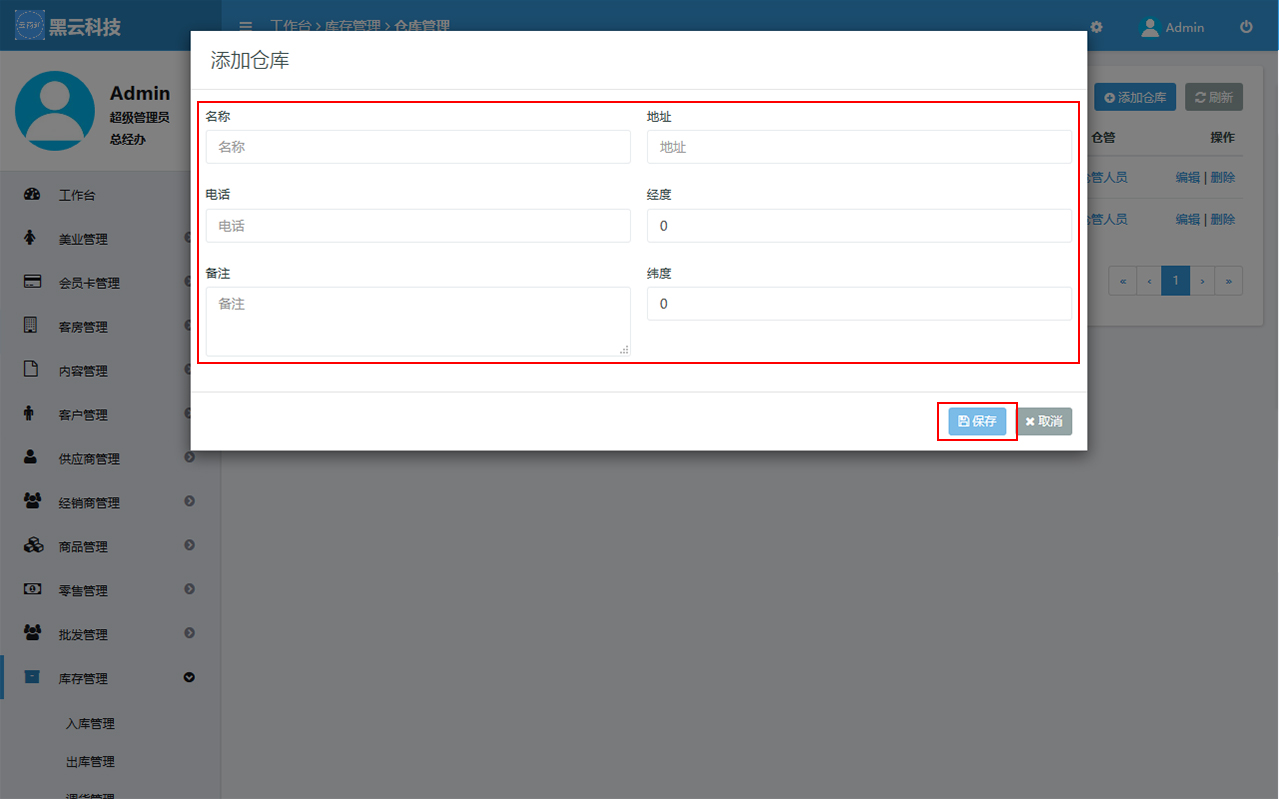 黑云科技
工作台 > 库存管理 > 仓库管理
Admin
添加仓库
Admin
超级管理员
总经办
添加仓库
刷新
仓管
操作
管人员
编辑 | 删除
管人员
编辑 | 删除
« ‹ 1 › »
名称
名称
地址
地址
电话
电话
经度
0
备注
备注
纬度
0
保存
取消
工作台
美业管理
会员卡管理
客房管理
内容管理
客户管理
供应商管理
经销商管理
商品管理
零售管理
批发管理
库存管理
入库管理
出库管理